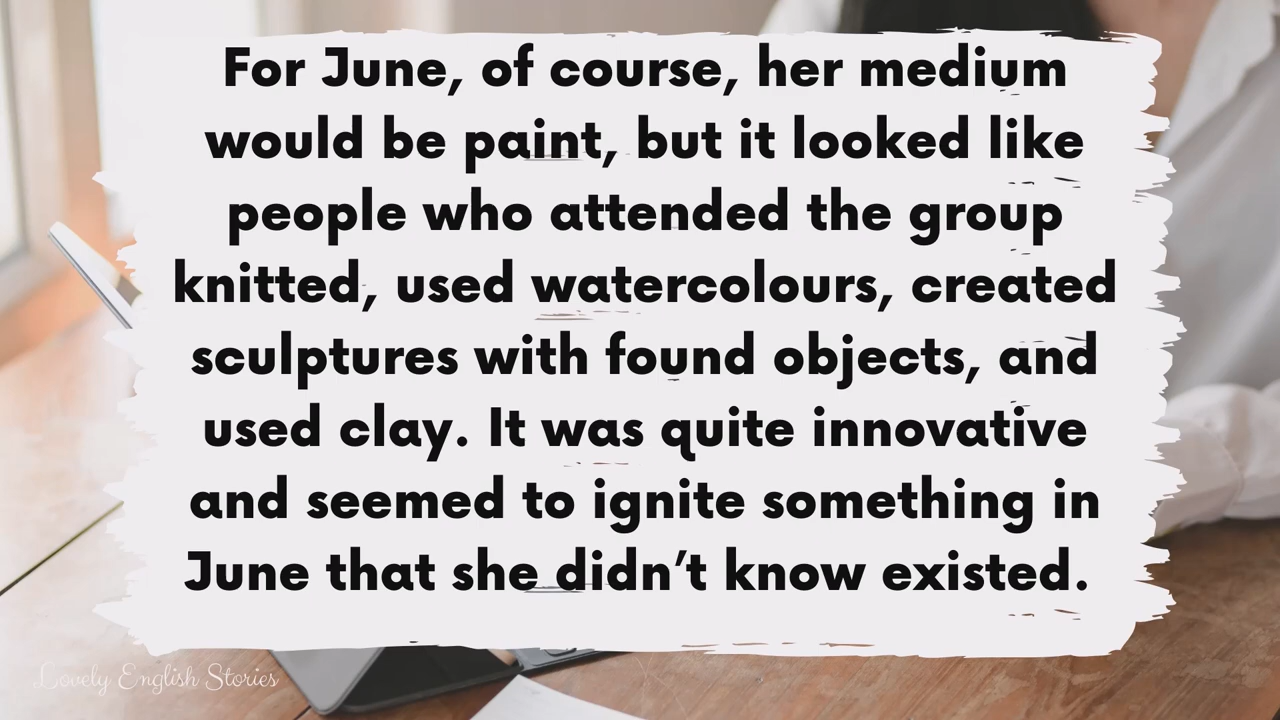 For June, of course, her medium
would be paint, but it looked like
people who attended the group
knitted, used watercolours, created
sculptures with found objects, and
used clay. It was quite innovative
and seemed to ignite something in
June that she didn’t know existed.
Lovely English Stories